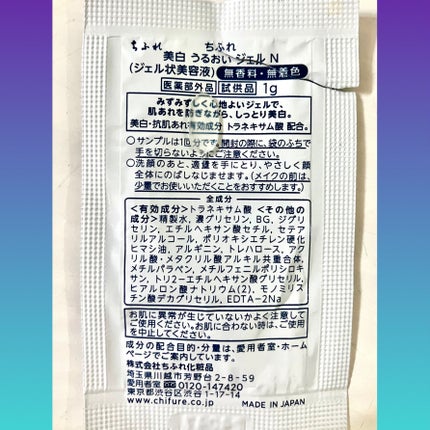 ちふれ ちふれ
美白 うるおい ジェル N
(ジェル状美容液) 無香料・無着色
医薬部外品 試供品 1g
みずみずしく心地よいジェルで、
肌あれを防ぎながら、しっとり美白。
美白・抗肌あれ有効成分 トラネキサム酸 配合。
○サンプルは1回分です。開封の際に、袋のふちで
手を切らないようにご注意ください。
○洗顔のあと、適量を手にとり、やさしく顔
全体にのばしなじませます。(メイクの前は、
少量でお使いいただくことをおすすめします。)
全成分
<有効成分>トラネキサム酸 <その他の
成分>精製水, 濃グリセリン, BG, ジグリ
セリン, エチルヘキサン酸セチル, セテア
リルアルコール, ポリオキシエチレン硬化
ヒマシ油, アルギニン, トレハロース, アク
リル酸・メタクリル酸アルキル共重合体,
メチルパラベン, メチルフェニルポリシロキ
サン, トリ2-エチルヘキサン酸グリセリル,
ヒアルロン酸ナトリウム(2), モノミリス
チン酸デカグリセリル, EDTA-2Na
お肌に異常が生じていないかよく注意して
ご使用ください。お肌に合わない時は、ご使用
を中止してください。
成分の配合目的・分量は、愛用者室・ホーム
ページでご案内しています。
株式会社ちふれ化粧品
埼玉県川越市芳野台2-8-59
愛用者室 0120-147420
東京都渋谷区渋谷1-17-14
www.chifure.co.jp MADE IN JAPAN